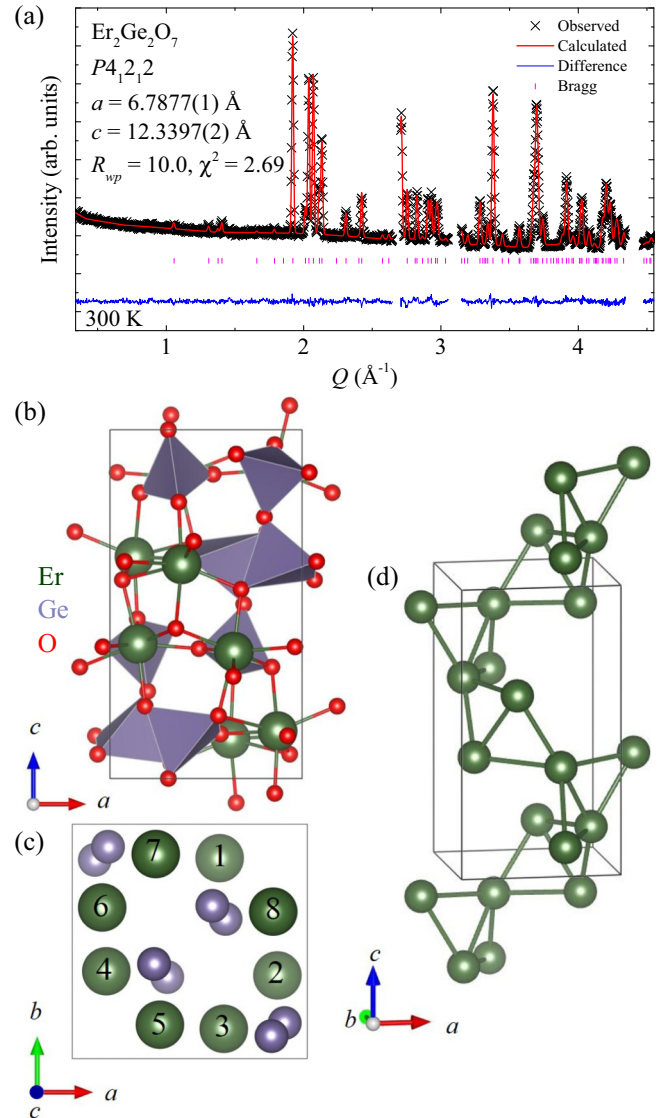 (a)
Er₂Ge₂O₇
P4₁2₁2
a = 6.7877(1) Å
c = 12.3397(2) Å
R_wp = 10.0, χ² = 2.69
Observed
Calculated
Difference
Bragg
Intensity (arb. units)
300 K
1 2 3 4
Q (Å⁻¹)
(b)
Er
Ge
O
c
a
(c)
7 1
6 8
4 2
5 3
b
c a
(d)
c
b a